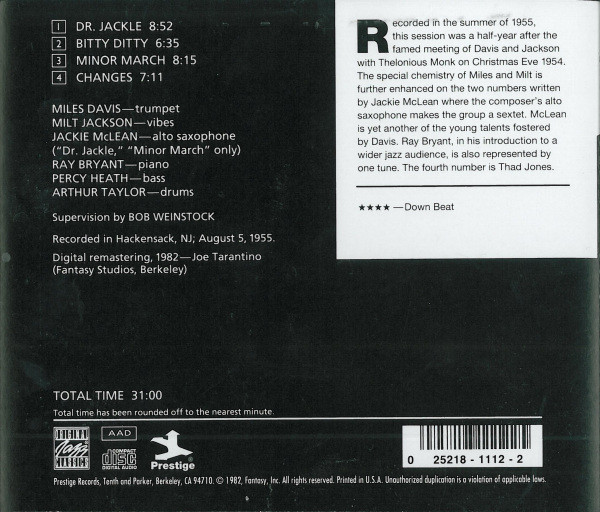 1 DR. JACKLE 8:52
2 BITTY DITTY 6:35
3 MINOR MARCH 8:15
4 CHANGES 7:11
MILES DAVIS—trumpet
MILT JACKSON—vibes
JACKIE McLEAN—alto saxophone
("Dr. Jackle," "Minor March" only)
RAY BRYANT—piano
PERCY HEATH—bass
ARTHUR TAYLOR—drums
Supervision by BOB WEINSTOCK
Recorded in Hackensack, NJ; August 5, 1955.
Digital remastering, 1982—Joe Tarantino
(Fantasy Studios, Berkeley)
Recorded in the summer of 1955,
this session was a half-year after the
famed meeting of Davis and Jackson
with Thelonious Monk on Christmas Eve 1954.
The special chemistry of Miles and Milt is
further enhanced on the two numbers written
by Jackie McLean where the composer's alto
saxophone makes the group a sextet. McLean
is yet another of the young talents fostered
by Davis. Ray Bryant, in his introduction to a
wider jazz audience, is also represented by
one tune. The fourth number is Thad Jones.
★★★★—Down Beat
TOTAL TIME 31:00
Total time has been rounded off to the nearest minute.
ORIGINAL
Jazz
CLASSICS
AAD
COMPACT
disc
DIGITAL AUDIO
Prestige
0 25218-1112-2
Prestige Records, Tenth and Parker, Berkeley, CA 94710. © 1982, Fantasy, Inc. All rights reserved. Printed in U.S.A. Unauthorized duplication is a violation of applicable laws.